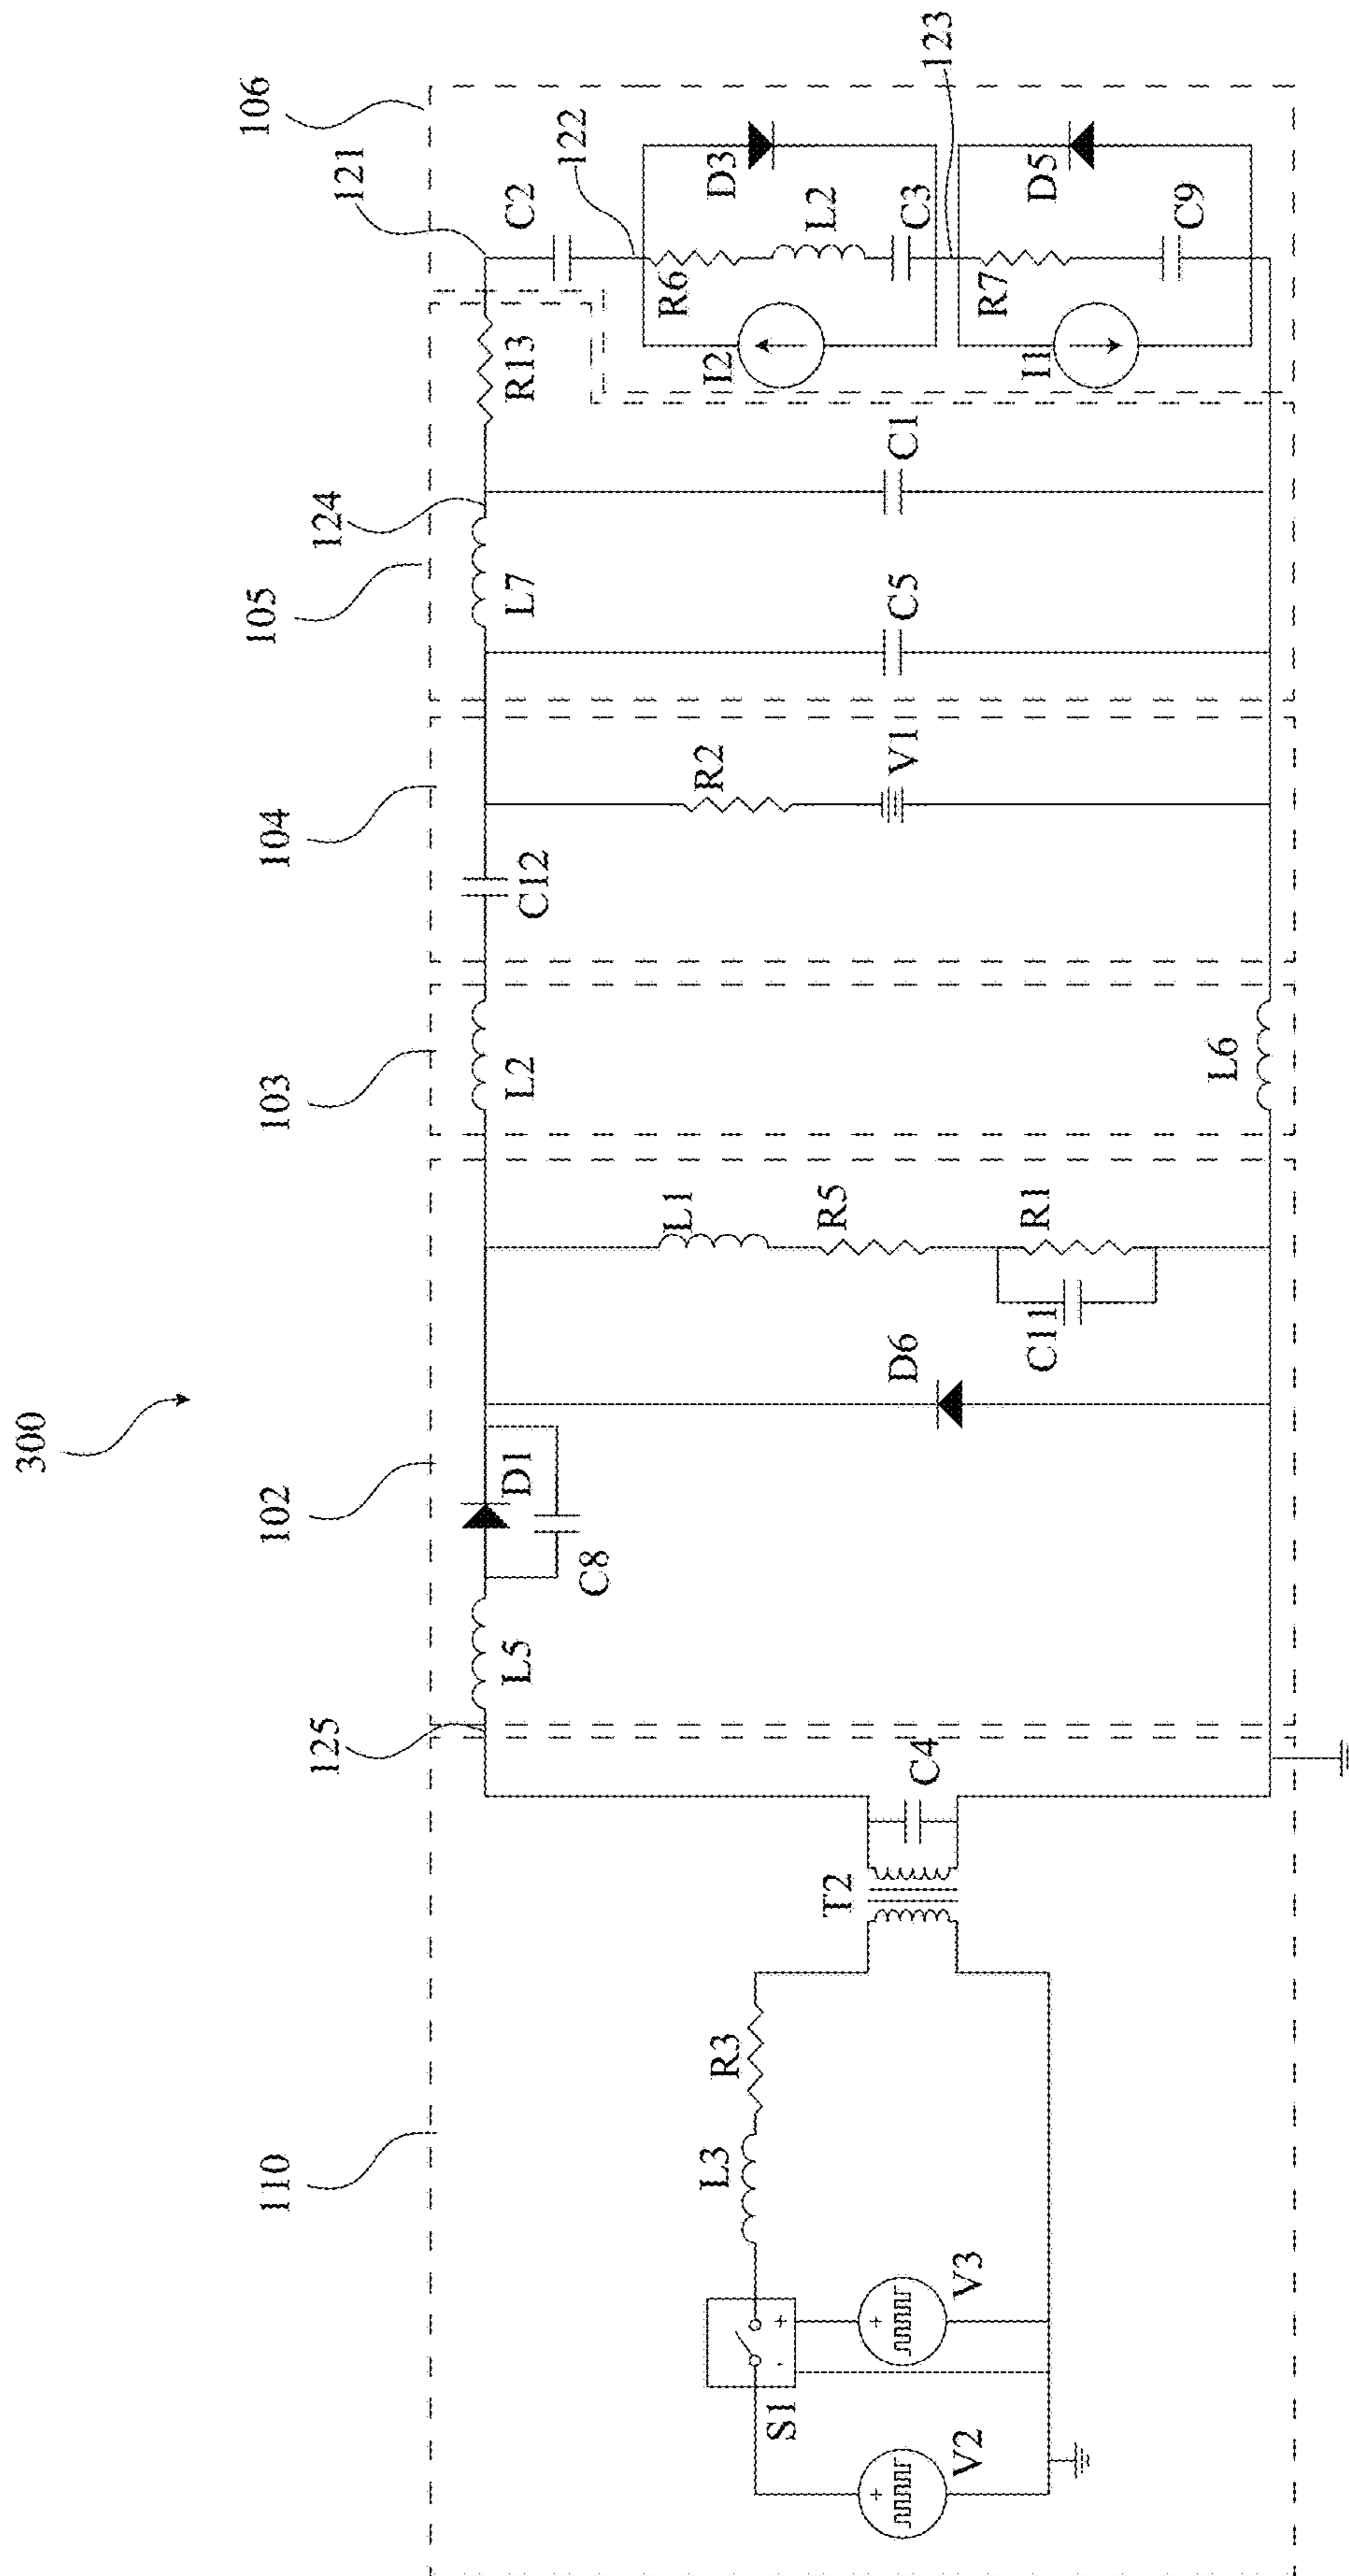 300
110
125
102
103
104
105
124
121
106
122
123
V2
S1
V3
L3
R3
T2
C4
L5
D1
C8
D6
L1
R5
R1
C11
L2
L6
C12
R2
V1
L7
C5
C1
R13
C2
I2
R6
L2
C3
D3
I1
R7
C9
D5
+
+
-
+